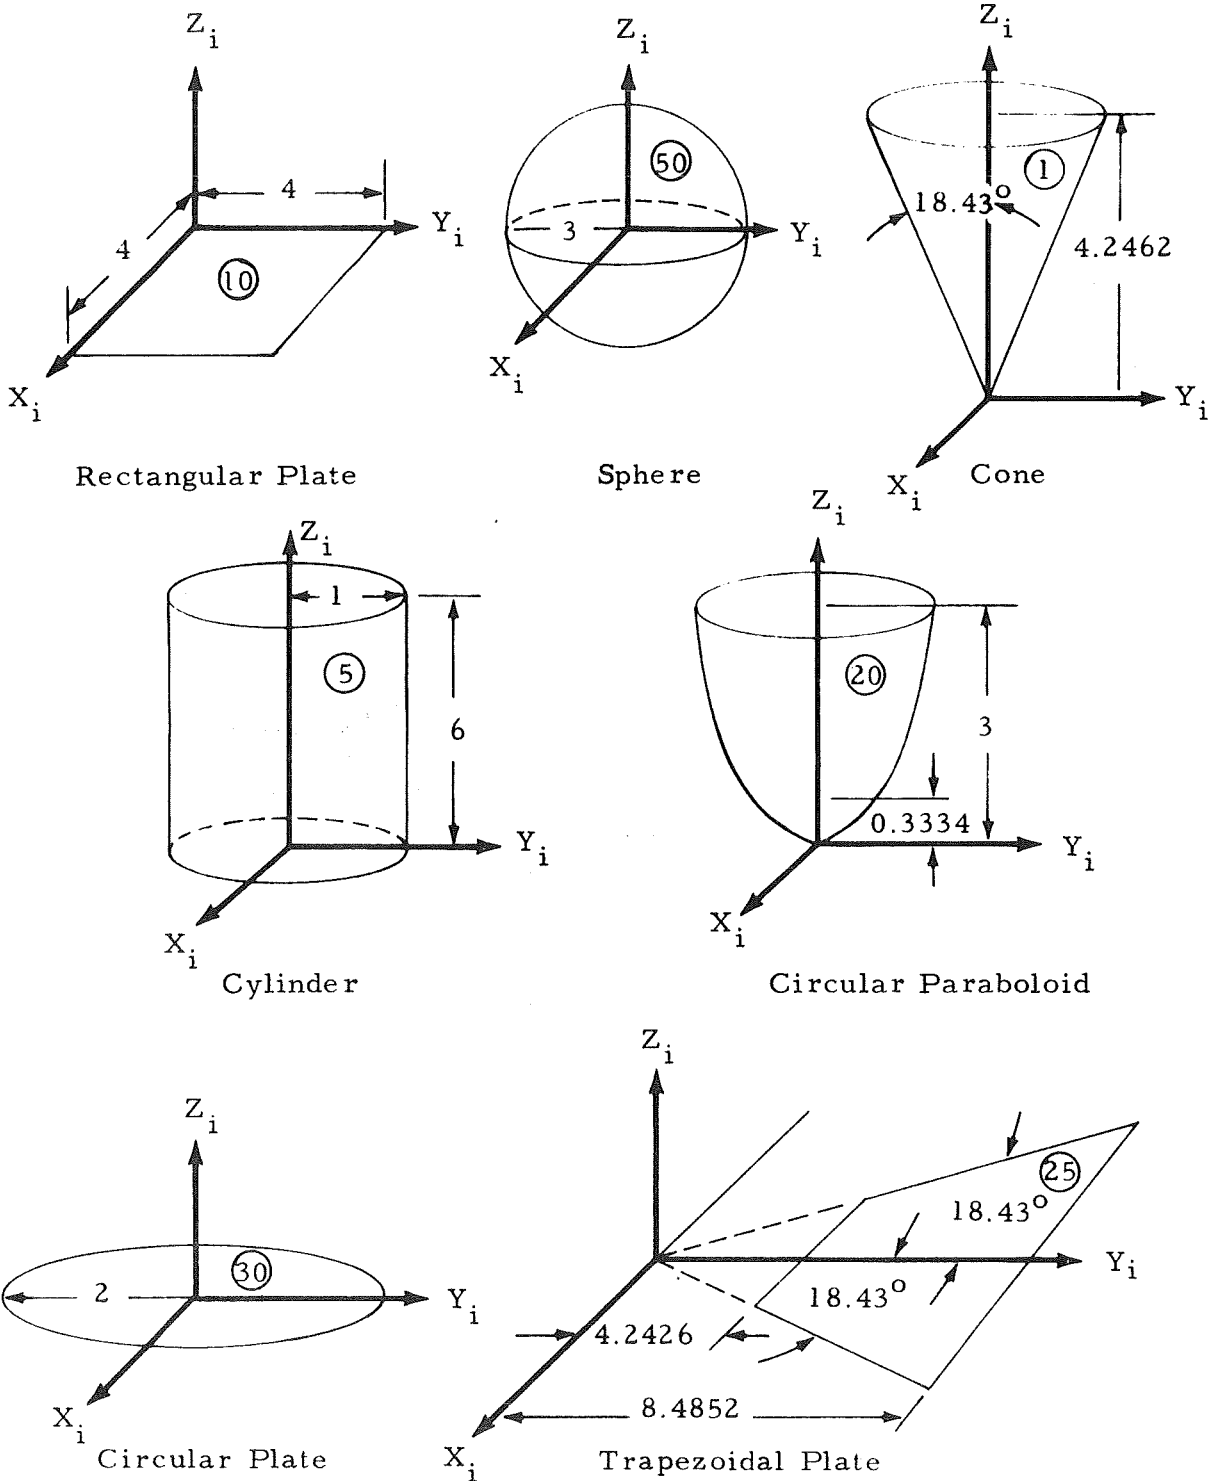 Z_i
4
4
Y_i
10
X_i
Rectangular Plate
Z_i
50
3
Y_i
X_i
Sphere
Z_i
1
18.43°
4.2462
Y_i
X_i
Cone
Z_i
1
5
6
Y_i
X_i
Cylinder
Z_i
20
3
0.3334
Y_i
X_i
Circular Paraboloid
Z_i
30
2
Y_i
X_i
Circular Plate
Z_i
25
18.43°
Y_i
18.43°
4.2426
8.4852
X_i
Trapezoidal Plate